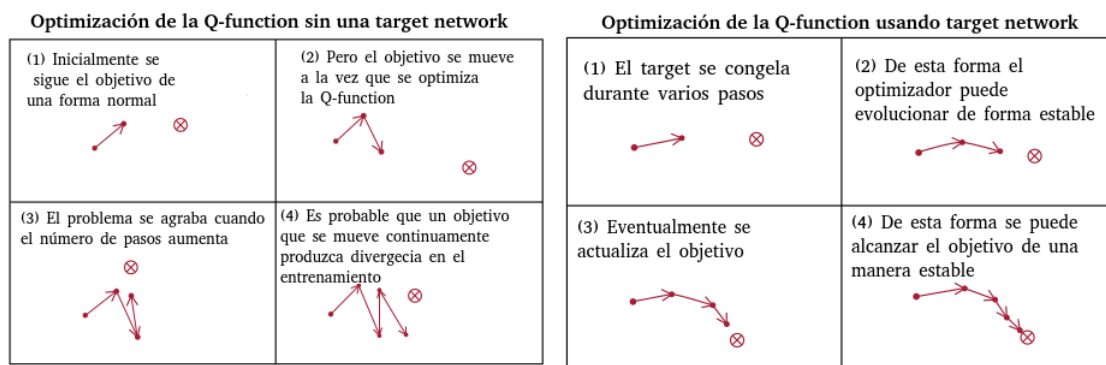 Optimización de la Q-function sin una target network
(1) Inicialmente se
sigue el objetivo de
una forma normal
(2) Pero el objetivo se mueve
a la vez que se optimiza
la Q-function
(3) El problema se agraba cuando
el número de pasos aumenta
(4) Es probable que un objetivo
que se mueve continuamente
produzca divergecia en el
entrenamiento
Optimización de la Q-function usando target network
(1) El target se congela
durante varios pasos
(2) De esta forma el
optimizador puede
evolucionar de forma estable
(3) Eventualmente se
actualiza el objetivo
(4) De esta forma se puede
alcanzar el objetivo de una
manera estable